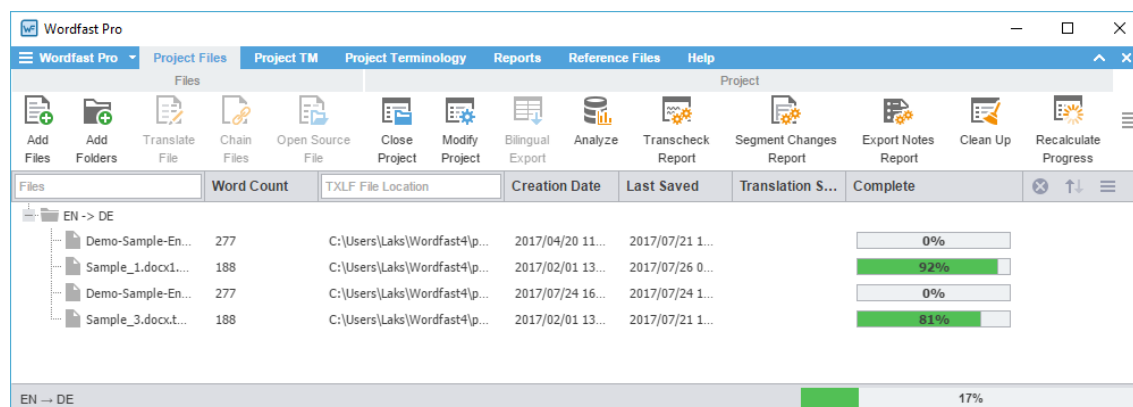 Wordfast Pro
Wordfast Pro Project Files Project TM Project Terminology Reports Reference Files Help
Files Project
Add Files Add Folders Translate File Chain Files Open Source File Close Project Modify Project Bilingual Export Analyze Transcheck Report Segment Changes Report Export Notes Report Clean Up Recalculate Progress
Files Word Count TXLF File Location Creation Date Last Saved Translation S... Complete
EN -> DE
Demo-Sample-En... 277 C:\Users\Laks\Wordfast4\p... 2017/04/20 11... 2017/07/21 1... 0%
Sample_1.docx1.... 188 C:\Users\Laks\Wordfast4\p... 2017/02/01 13... 2017/07/26 0... 92%
Demo-Sample-En... 277 C:\Users\Laks\Wordfast4\p... 2017/07/24 16... 2017/07/24 1... 0%
Sample_3.docx.t... 188 C:\Users\Laks\Wordfast4\p... 2017/02/01 13... 2017/07/21 1... 81%
EN → DE 17%